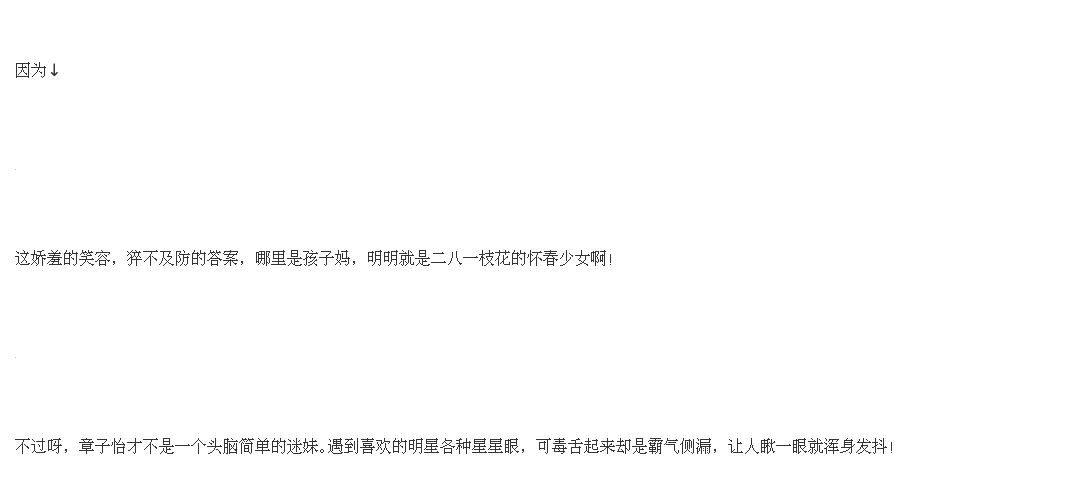 因为↓
这娇羞的笑容，猝不及防的答案，哪里是孩子妈，明明就是二八一枝花的怀春少女啊！
不过呀，章子怡才不是一个头脑简单的迷妹。遇到喜欢的明星各种星星眼，可毒舌起来却是霸气侧漏，让人瞅一眼就浑身发抖！